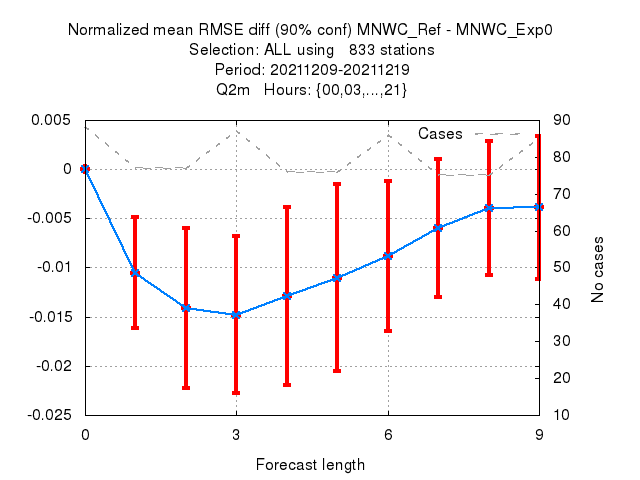 Normalized mean RMSE diff (90% conf) MNWC_Ref - MNWC_Exp0
Selection: ALL using   833 stations
Period: 20211209-20211219
Q2m   Hours: {00,03,...,21}
Cases
0.005
0
-0.005
-0.01
-0.015
-0.02
-0.025
90
80
70
60
50
40
30
20
10
No cases
0
3
6
9
Forecast length